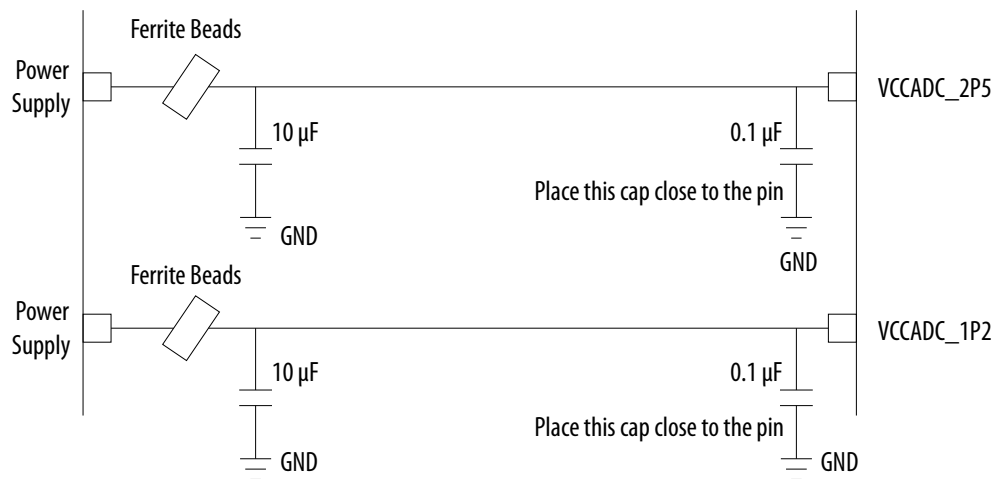 Ferrite Beads
Power
Supply
VCCADC_2P5
10 µF
0.1 µF
Place this cap close to the pin
GND
GND
Ferrite Beads
Power
Supply
VCCADC_1P2
10 µF
0.1 µF
Place this cap close to the pin
GND
GND